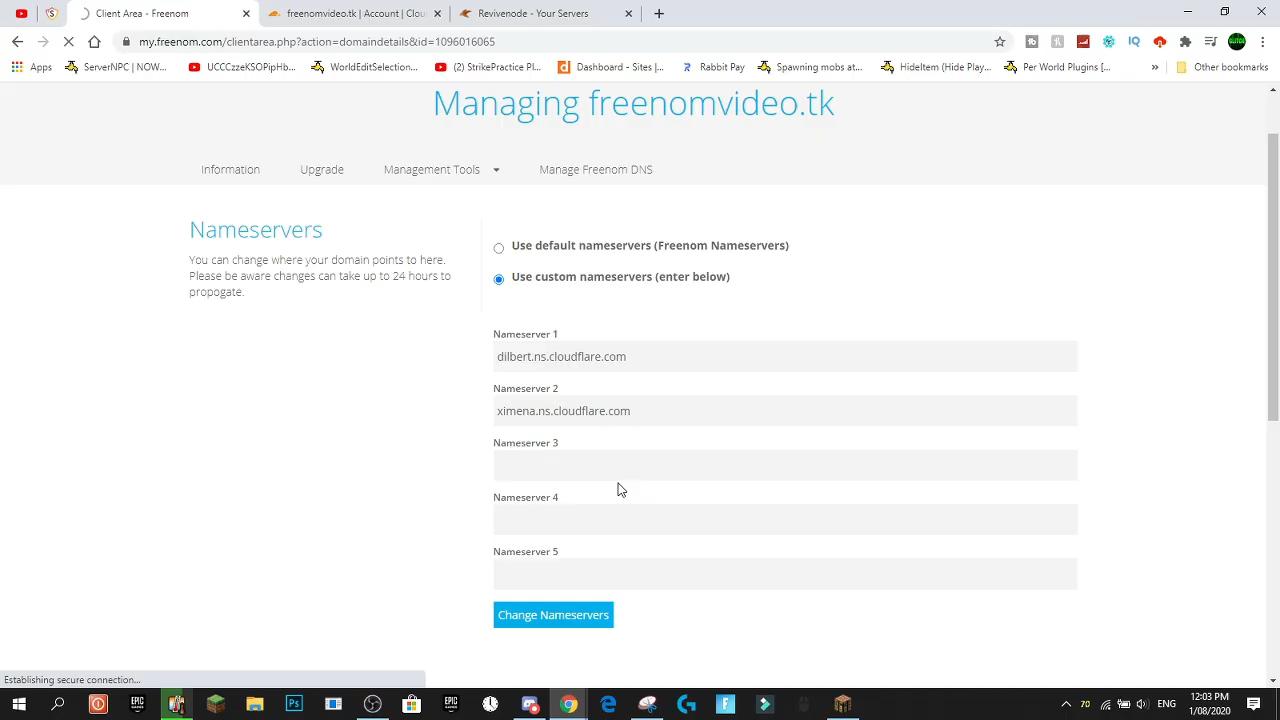 Client Area - Freenom
freenomvideo.tk | Account | Clou
Revivenode - Your Servers
my.freenom.com/clientarea.php?action=domaindetails&id=1096016065
Apps
ServerNPC | NOW...
UCCCzzeKSOPipHb...
WorldEditSelection...
(2) StrikePractice Pl...
Dashboard - Sites |...
Rabbit Pay
Spawning mobs at...
HideItem (Hide Play...
Per World Plugins [...
»
Other bookmarks
Managing freenomvideo.tk
Information
Upgrade
Management Tools
Manage Freenom DNS
Nameservers
You can change where your domain points to here.
Please be aware changes can take up to 24 hours to
propogate.
Use default nameservers (Freenom Nameservers)
Use custom nameservers (enter below)
Nameserver 1
dilbert.ns.cloudflare.com
Nameserver 2
ximena.ns.cloudflare.com
Nameserver 3
Nameserver 4
Nameserver 5
Change Nameservers
Establishing secure connection...
70
ENG
12:03 PM
1/08/2020